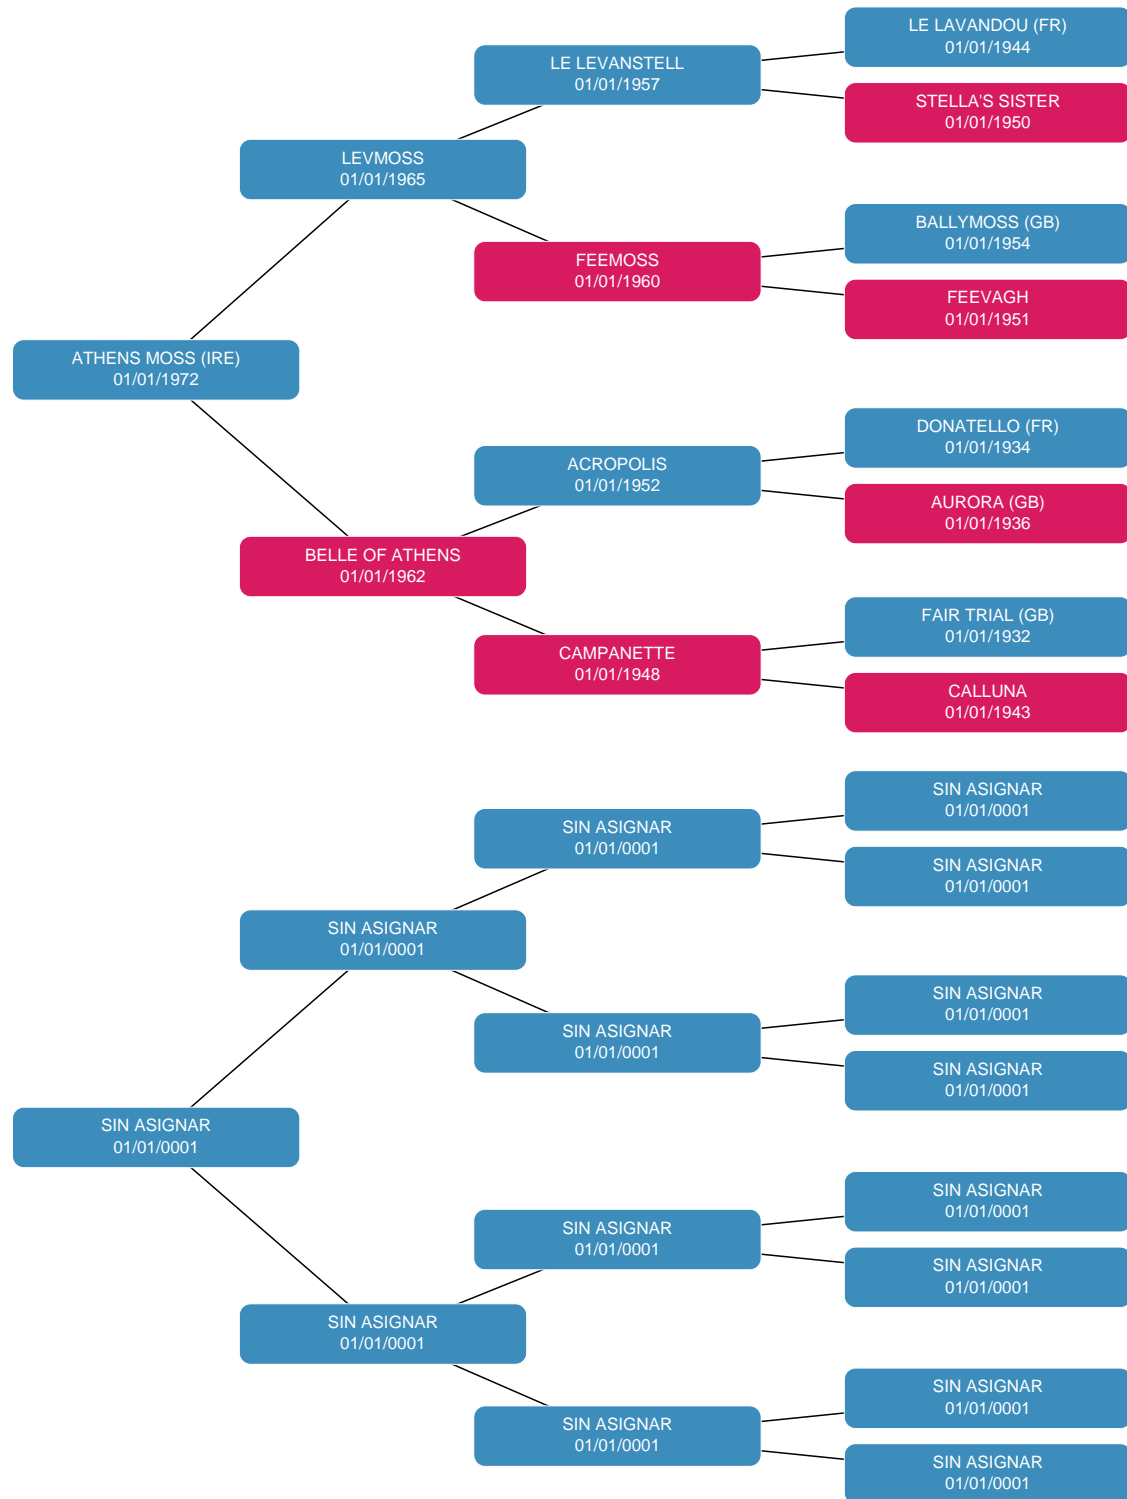 LE LAVANDOU (FR)
01/01/1944
LE LEVANSTELL
01/01/1957
STELLA'S SISTER
01/01/1950
LEVMOSS
01/01/1965
BALLYMOSS (GB)
01/01/1954
FEEMOSS
01/01/1960
FEEVAGH
01/01/1951
ATHENS MOSS (IRE)
01/01/1972
DONATELLO (FR)
01/01/1934
ACROPOLIS
01/01/1952
AURORA (GB)
01/01/1936
BELLE OF ATHENS
01/01/1962
FAIR TRIAL (GB)
01/01/1932
CAMPANETTE
01/01/1948
CALLUNA
01/01/1943
SIN ASIGNAR
01/01/0001
SIN ASIGNAR
01/01/0001
SIN ASIGNAR
01/01/0001
SIN ASIGNAR
01/01/0001
SIN ASIGNAR
01/01/0001
SIN ASIGNAR
01/01/0001
SIN ASIGNAR
01/01/0001
SIN ASIGNAR
01/01/0001
SIN ASIGNAR
01/01/0001
SIN ASIGNAR
01/01/0001
SIN ASIGNAR
01/01/0001
SIN ASIGNAR
01/01/0001
SIN ASIGNAR
01/01/0001
SIN ASIGNAR
01/01/0001
SIN ASIGNAR
01/01/0001